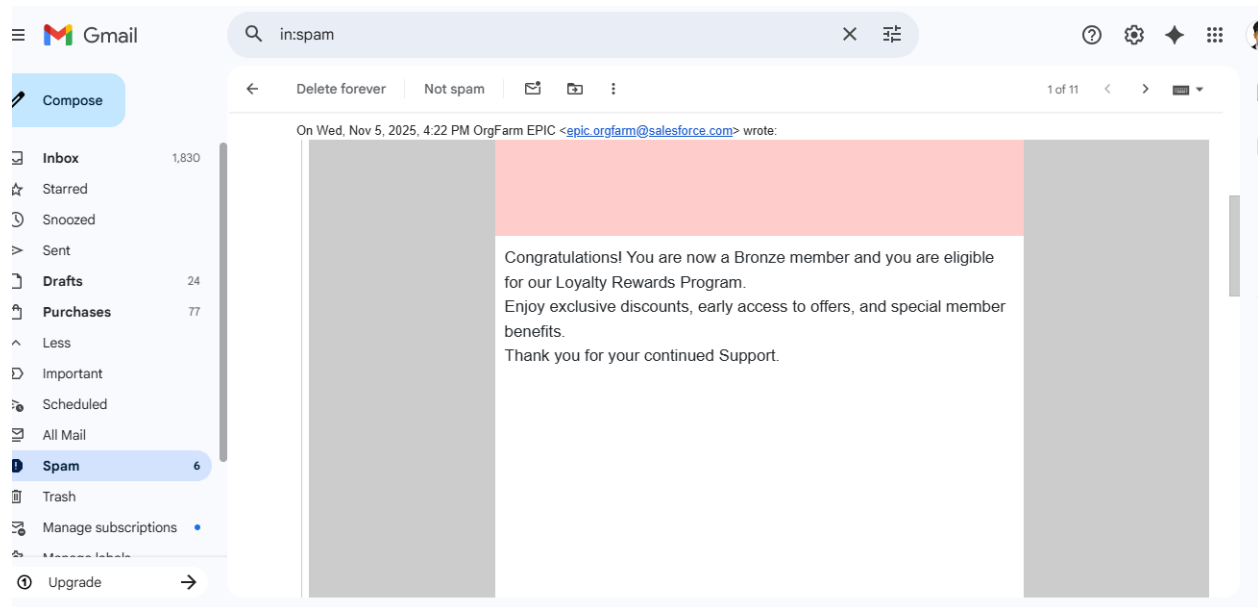 Gmail
in:spam
Compose
Delete forever
Not spam
1 of 11
On Wed, Nov 5, 2025, 4:22 PM OrgFarm EPIC <epic.orgfarm@salesforce.com> wrote:
Inbox 1,830
Starred
Snoozed
Sent
Drafts 24
Purchases 77
Less
Important
Scheduled
All Mail
Spam 6
Trash
Manage subscriptions
Manage labels
Upgrade
Congratulations! You are now a Bronze member and you are eligible
for our Loyalty Rewards Program.
Enjoy exclusive discounts, early access to offers, and special member
benefits.
Thank you for your continued Support.